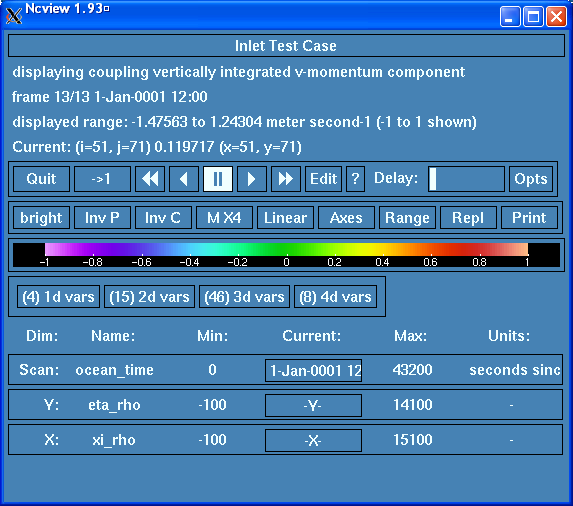 Ncview 1.93
Inlet Test Case
displaying coupling vertically integrated v-momentum component
frame 13/13 1-Jan-0001 12:00
displayed range: -1.47563 to 1.24304 meter second-1 (-1 to 1 shown)
Current: (i=51, j=71) 0.119717 (x=51, y=71)
Quit ->1 Edit ? Delay: Opts
bright Inv P Inv C M X4 Linear Axes Range Repl Print
-1 -0.8 -0.6 -0.4 -0.2 0 0.2 0.4 0.6 0.8 1
(4) 1d vars (15) 2d vars (46) 3d vars (8) 4d vars
Dim: Name: Min: Current: Max: Units:
Scan: ocean_time 0 1-Jan-0001 12 43200 seconds sinc
Y: eta_rho -100 -Y- 14100 -
X: xi_rho -100 -X- 15100 -